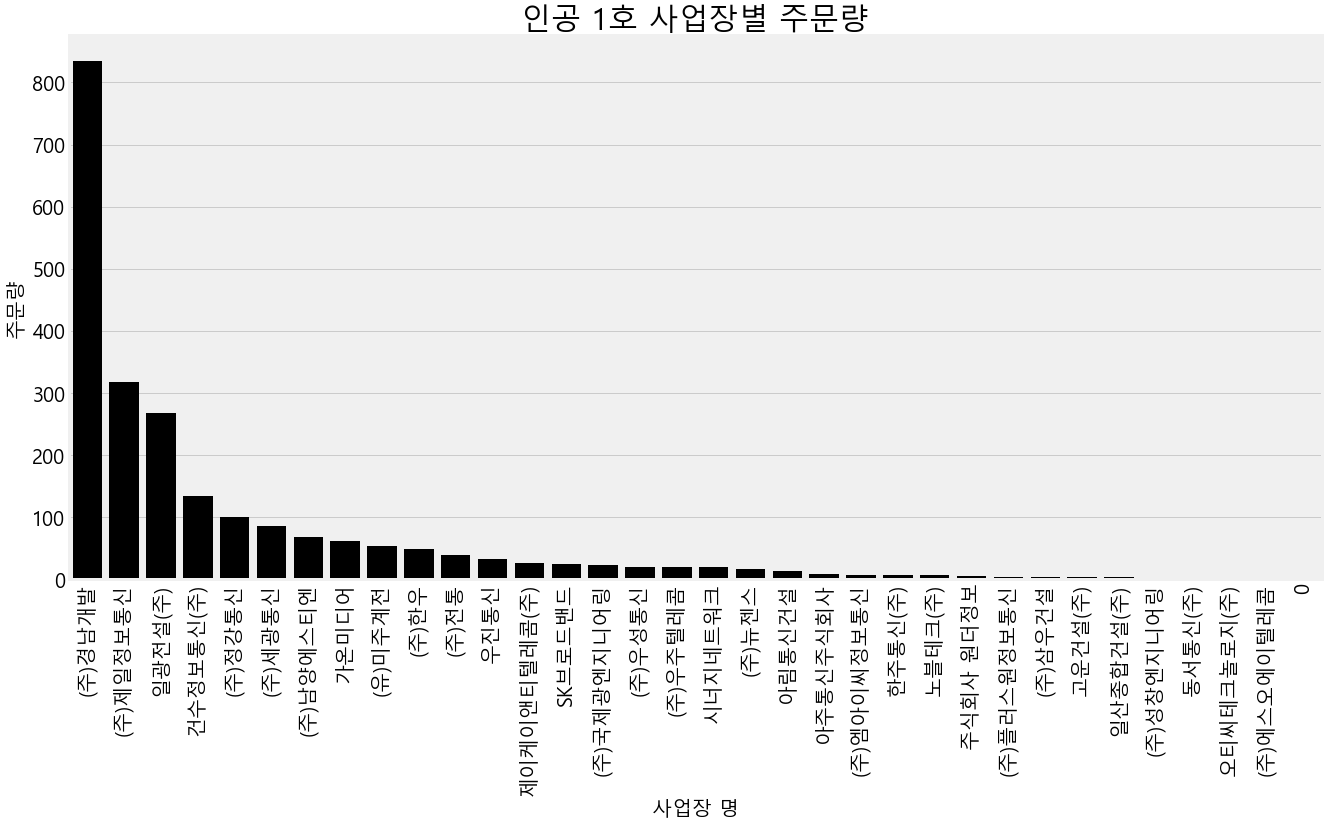 인공 1호 사업장별 주문량
주문량
800
700
600
500
400
300
200
100
0
(주)경남개발
(주)제일정보통신
일광전설(주)
건수정보통신(주)
(주)정강통신
(주)세광통신
(주)남양에스티엔
가온미디어
(유)미주계전
(주)한우
(주)전통
우진통신
제이케이앤티텔레콤(주)
SK브로드밴드
(주)국제광엔지니어링
(주)우성통신
(주)우주텔레콤
시너지네트워크
(주)뉴젠스
아림통신건설
아주통신주식회사
(주)엠아이씨정보통신
한주통신(주)
노블테크(주)
주식회사 원더정보
(주)플러스원정보통신
(주)삼우건설
고운건설(주)
일산종합건설(주)
(주)성창엔지니어링
동서통신(주)
오티씨테크놀로지(주)
(주)에스오에이텔레콤
0
사업장 명